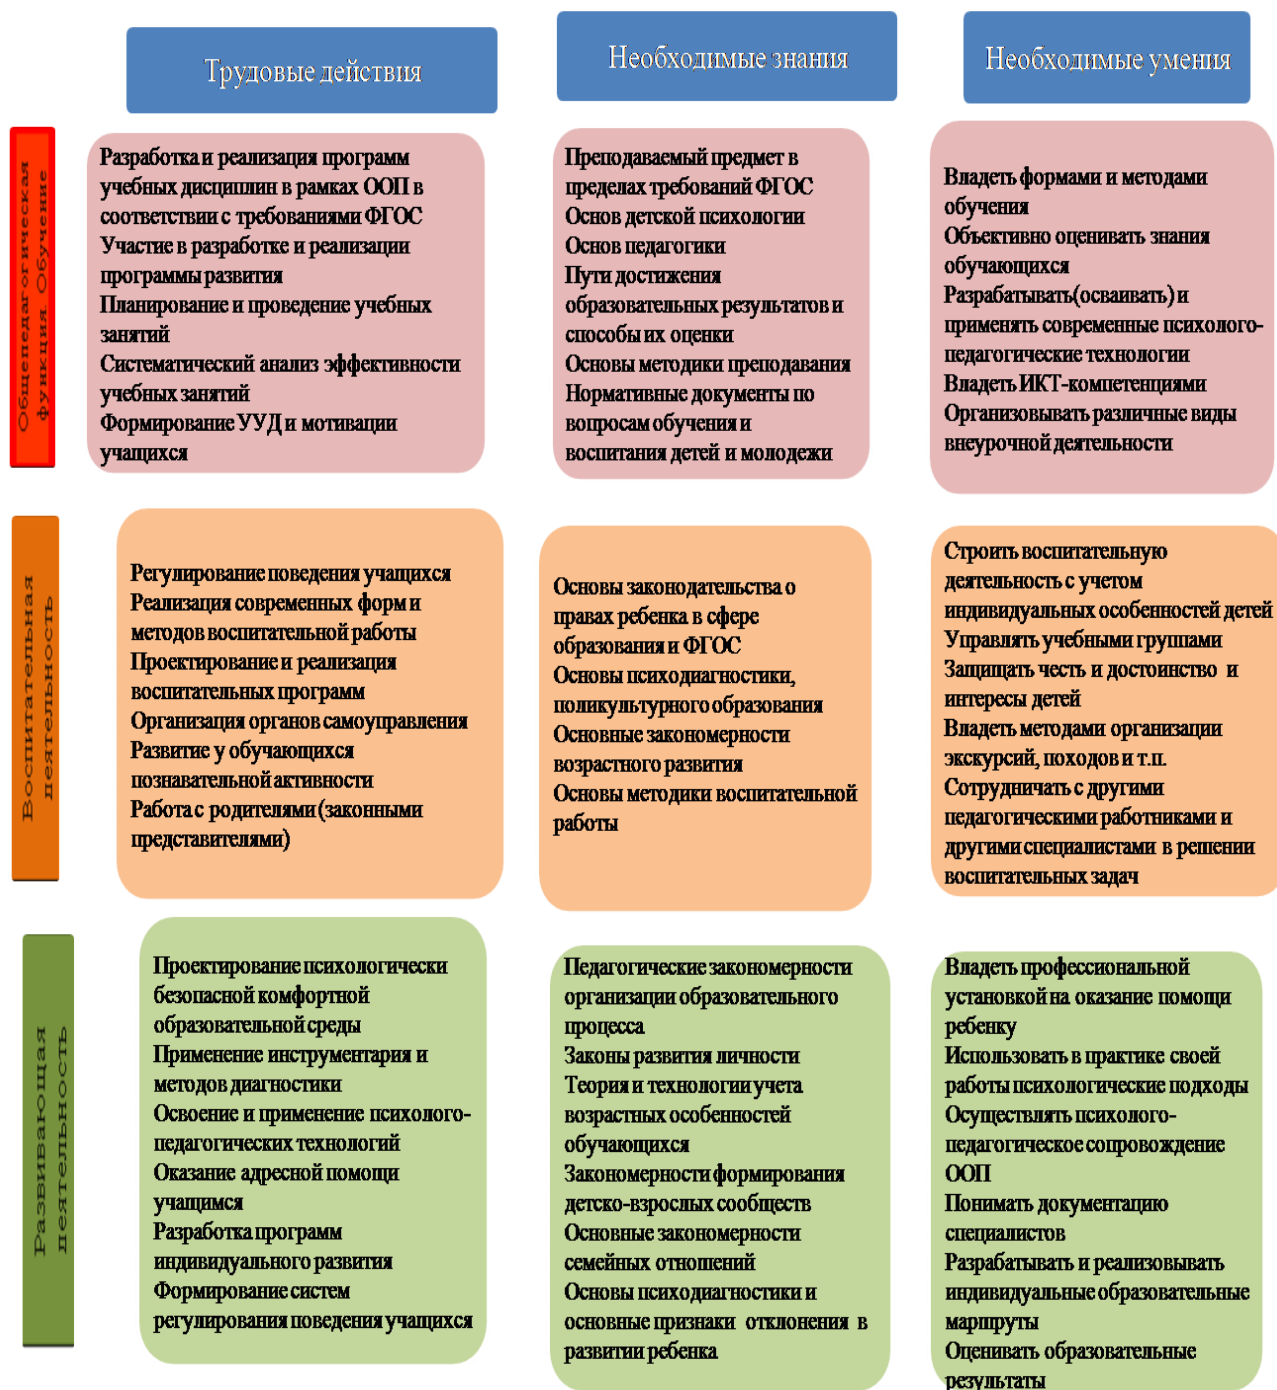 Трудовые действия
Необходимые знания
Необходимые умения
Общепедагогическая
функция. Обучение
Разработка и реализация программ
учебных дисциплин в рамках ООП в
соответствии с требованиями ФГОС
Участие в разработке и реализации
программы развития
Планирование и проведение учебных
занятий
Систематический анализ эффективности
учебных занятий
Формирование УУД и мотивации
учащихся
Преподаваемый предмет в
пределах требований ФГОС
Основ детской психологии
Основ педагогики
Пути достижения
образовательных результатов и
способы их оценки
Основы методики преподавания
Нормативные документы по
вопросам обучения и
воспитания детей и молодежи
Владеть формами и методами
обучения
Объективно оценивать знания
обучающихся
Разрабатывать(осваивать) и
применять современные психолого-
педагогические технологии
Владеть ИКТ-компетенциями
Организовывать различные виды
внеурочной деятельности
Воспитательная
деятельность
Регулирование поведения учащихся
Реализация современных форм и
методов воспитательной работы
Проектирование и реализация
воспитательных программ
Организация органов самоуправления
Развитие у обучающихся
познавательной активности
Работа с родителями (законными
представителями)
Основы законодательства о
правах ребенка в сфере
образования и ФГОС
Основы психодиагностики,
поликультурного образования
Основные закономерности
возрастного развития
Основы методики воспитательной
работы
Строить воспитательную
деятельность с учетом
индивидуальных особенностей детей
Управлять учебными группами
Защищать честь и достоинство и
интересы детей
Владеть методами организации
экскурсий, походов и т.п.
Сотрудничать с другими
педагогическими работниками и
другими специалистами в решении
воспитательных задач
Развивающая
деятельность
Проектирование психологически
безопасной комфортной
образовательной среды
Применение инструментария и
методов диагностики
Освоение и применение психолого-
педагогических технологий
Оказание адресной помощи
учащимся
Разработка программ
индивидуального развития
Формирование систем
регулирования поведения учащихся
Педагогические закономерности
организации образовательного
процесса
Законы развития личности
Теория и технологии учета
возрастных особенностей
обучающихся
Закономерности формирования
детско-взрослых сообществ
Основные закономерности
семейных отношений
Основы психодиагностики и
основные признаки отклонения в
развитии ребенка
Владеть профессиональной
установкой на оказание помощи
ребенку
Использовать в практике своей
работы психологические подходы
Осуществлять психолого-
педагогическое сопровождение
ООП
Понимать документацию
специалистов
Разрабатывать и реализовывать
индивидуальные образовательные
маршруты
Оценивать образовательные
результаты